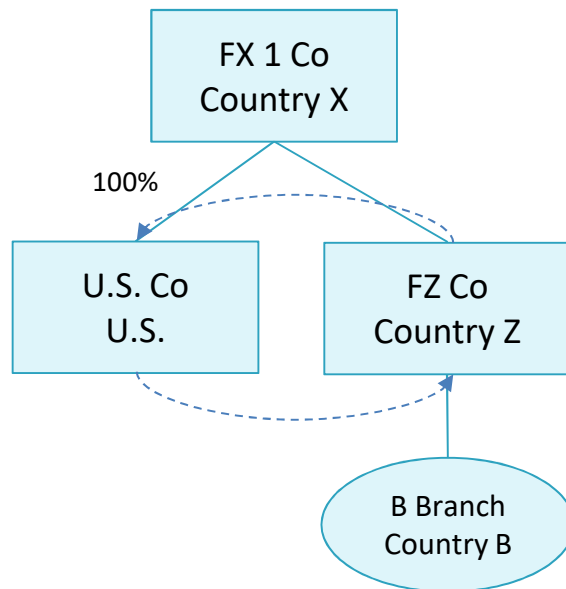 FX 1 Co
Country X
100%
U.S. Co
U.S.
FZ Co
Country Z
B Branch
Country B